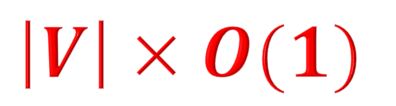 |V| × O(1)